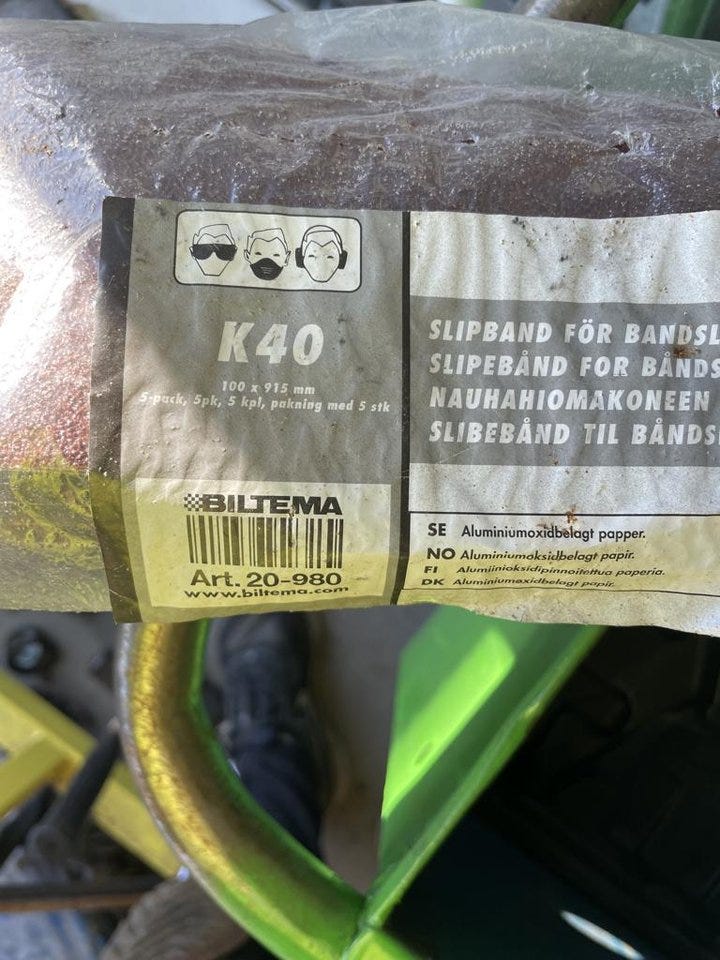 K40
100 x 915 mm
5-pack, 5pk, 5 kpl, pakning med 5 stk
BILTEMA
Art. 20-980
www.biltema.com
SLIPBAND FÖR BANDSL
SLIPEBÅND FOR BÅNDS
NAUHAHIOMAKONEEN
SLIBEBÅND TIL BÅNDS
SE Aluminiumoxidbelagt papper.
NO Aluminiumoksidbelagt papir.
FI Alumiinioksidipinnoitettua paperia.
DK Aluminiumoxidbelagt papir.